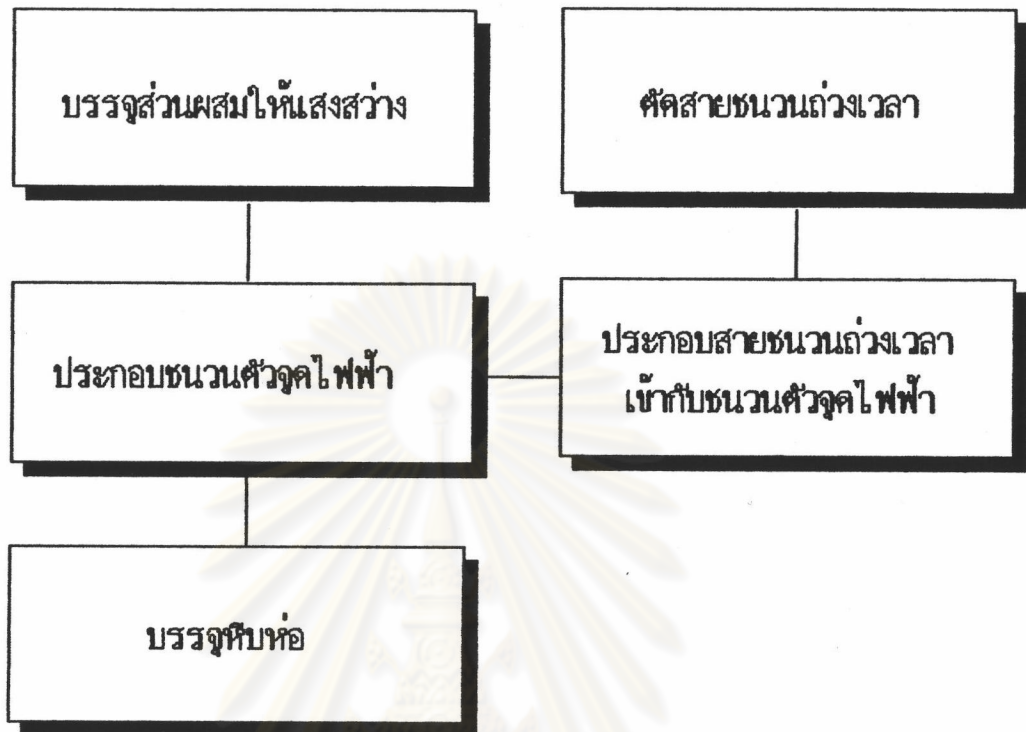 บรรจุส่วนผสมให้แสงสว่าง
ตัดสายชนวนถ่วงเวลา
ประกอบชนวนตัวจุดไฟฟ้า
ประกอบสายชนวนถ่วงเวลา
เข้ากับชนวนตัวจุดไฟฟ้า
บรรจุหีบห่อ